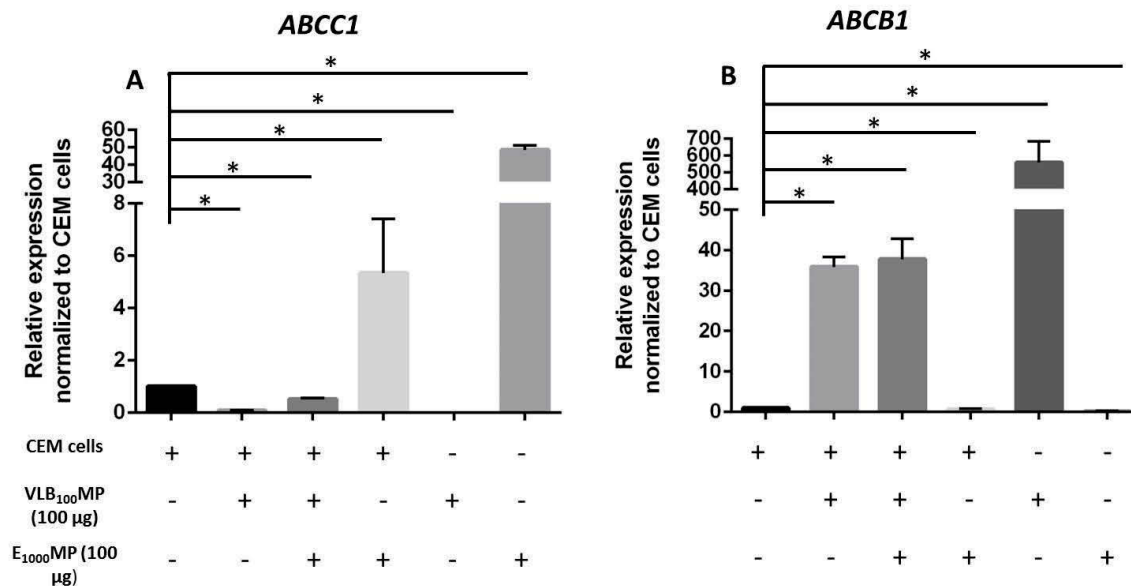 ABCC1
A
*
*
*
*
*
Relative expression
normalized to CEM cells
60
50
40
30
8
6
4
2
0
ABCB1
B
*
*
*
*
*
Relative expression
normalized to CEM cells
700
600
500
400
50
40
30
20
10
0
CEM cells + + + + - - + + + + - -
VLB₁₀₀MP
(100 µg)
- + + - + - - + + - + -
E₁₀₀₀MP (100
µg)
- - + + - + - - + + - +